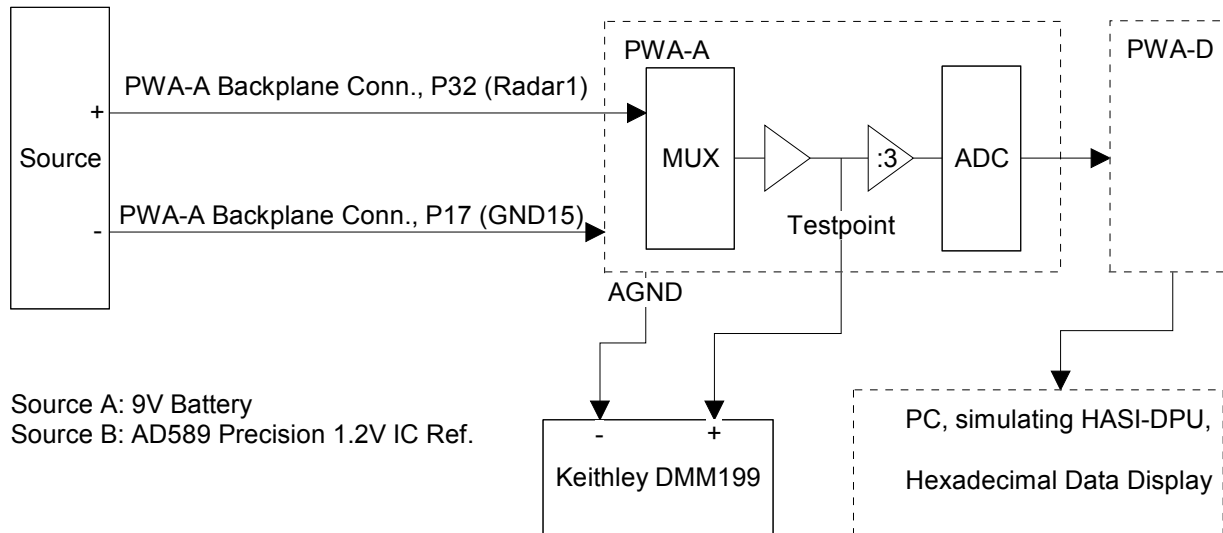 PWA-A
PWA-D
PWA-A Backplane Conn., P32 (Radar1)
+
Source
MUX
:3
ADC
PWA-A Backplane Conn., P17 (GND15)
-
Testpoint
AGND
Source A: 9V Battery
Source B: AD589 Precision 1.2V IC Ref.
- +
Keithley DMM199
PC, simulating HASI-DPU,
Hexadecimal Data Display